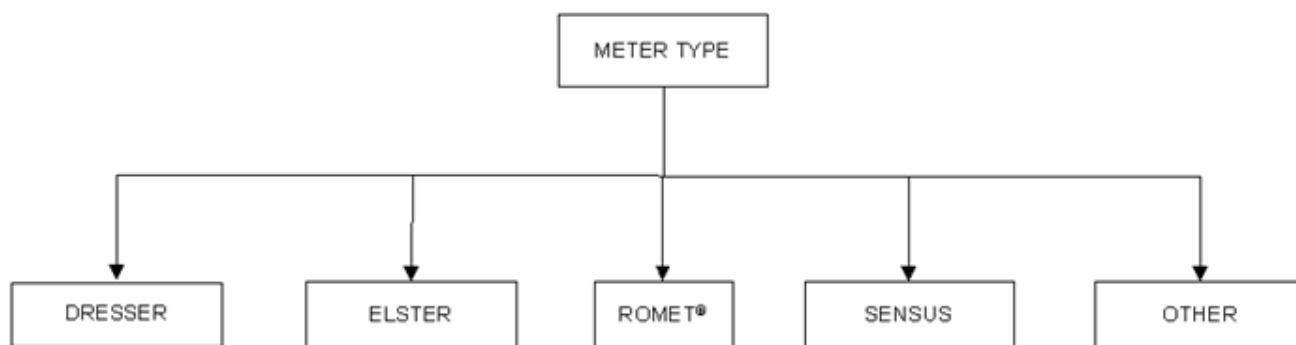 METER TYPE
DRESSER
ELSTER
ROMET®
SENSUS
OTHER